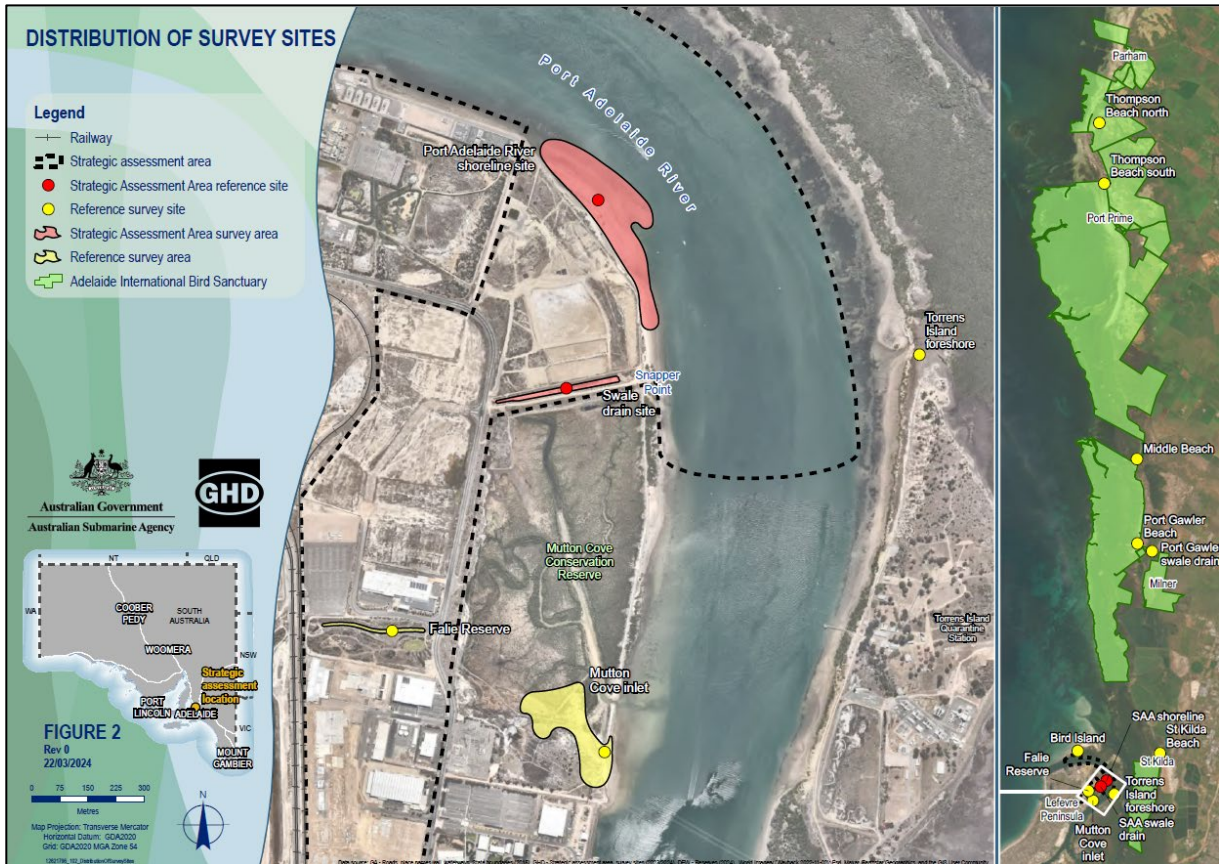 DISTRIBUTION OF SURVEY SITES
Legend
Railway
Strategic assessment area
Strategic Assessment Area reference site
Reference survey site
Strategic Assessment Area survey area
Reference survey area
Adelaide International Bird Sanctuary
Australian Government
Australian Submarine Agency
GHD
NT
QLD
WA
COOBER
PEDY
SOUTH
AUSTRALIA
WOOMERA
NSW
Strategic
assessment
location
PORT
LINCOLN
ADELAIDE
VIC
MOUNT
GAMBIER
FIGURE 2
Rev 0
22/03/2024
0 75 150 225 300
Metres
Map Projection: Transverse Mercator
Horizontal Datum: GDA2020
Grid: GDA2020 MGA Zone 54
N
Port Adelaide River
Port Adelaide River
shoreline site
Snapper
Point
Swale
drain site
Torrens
Island
foreshore
Mutton Cove
Conservation
Reserve
Falie Reserve
Mutton
Cove inlet
Torrens Island
Quarantine
Station
Parham
Thompson
Beach north
Thompson
Beach south
Port Prime
Middle Beach
Port Gawler
Beach
Port Gawler
swale drain
Milner
SAA shoreline
St Kilda
Beach
Bird Island
St Kilda
Falie
Reserve
Lefevre
Peninsula
Torrens
Island
foreshore
SAA swale
drain
Mutton
Cove
inlet